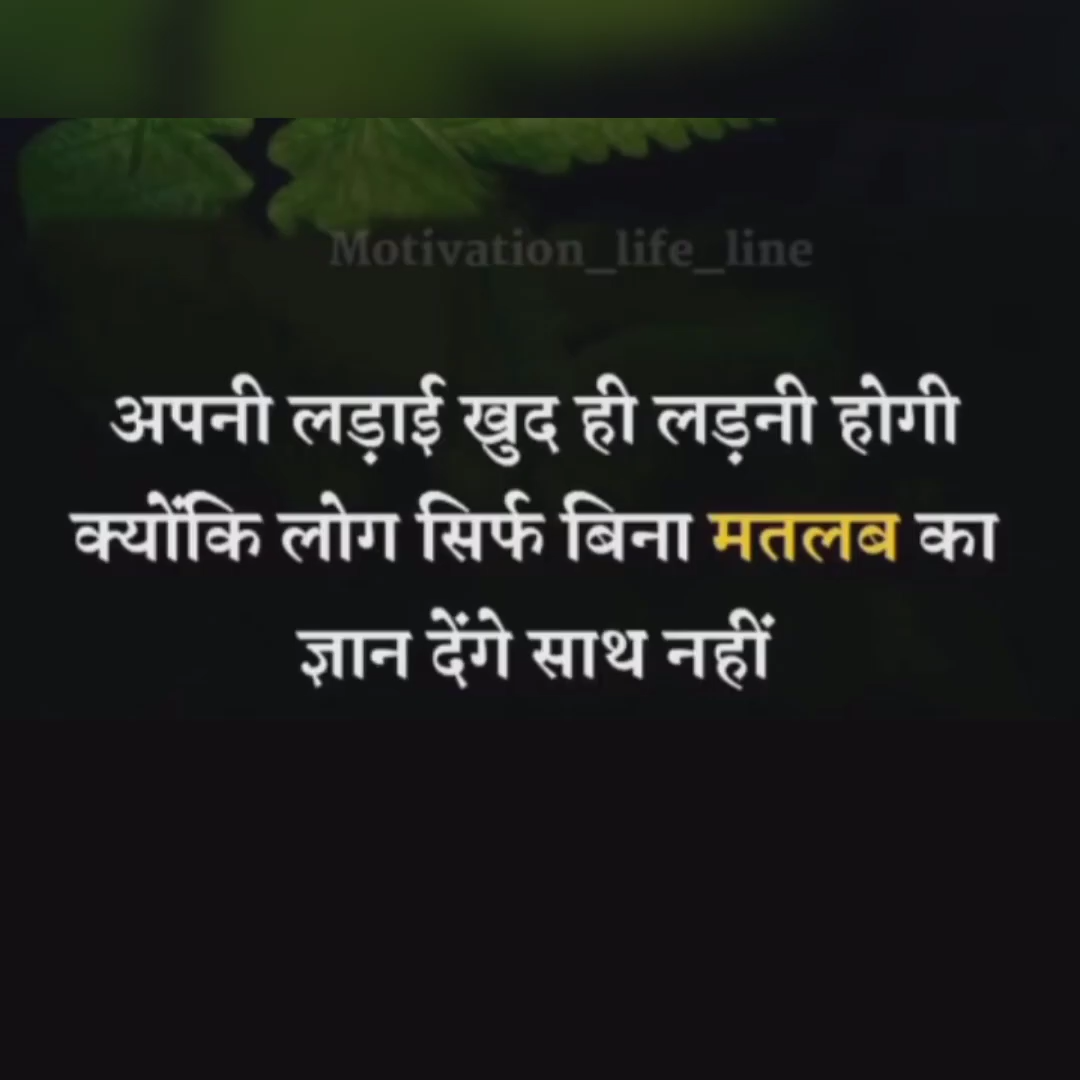 Motivation_life_line
अपनी लड़ाई खुद ही लड़नी होगी
क्योंकि लोग सिर्फ बिना मतलब का
ज्ञान देंगे साथ नहीं